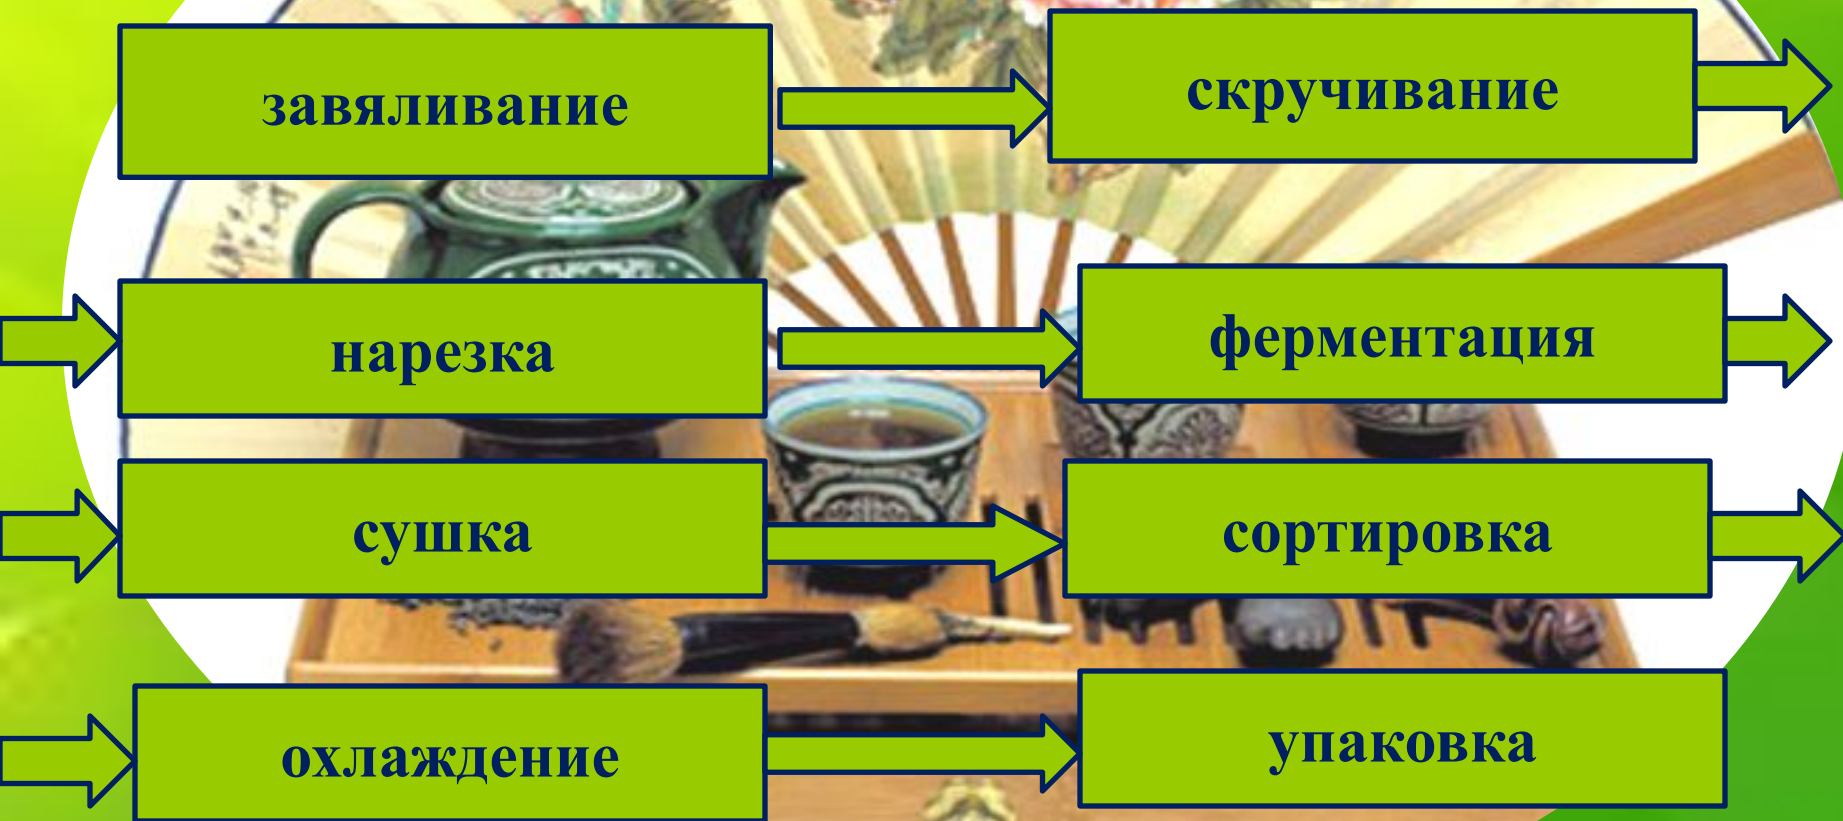 завяливание
скручивание
нарезка
ферментация
сушка
сортировка
охлаждение
упаковка